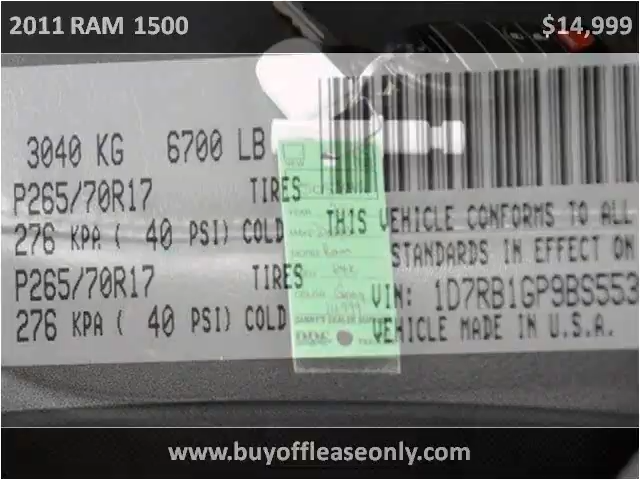 2011 RAM 1500 $14,999
3040 KG 6700 LB
P265/70R17 TIRES
276 KPA ( 40 PSI) COLD
P265/70R17 TIRES
276 KPA ( 40 PSI) COLD
THIS VEHICLE CONFORMS TO ALL
STANDARDS IN EFFECT ON
VIN: 1D7RB1GP9BS553
VEHICLE MADE IN U.S.A.
Ram
www.buyoffleaseonly.com